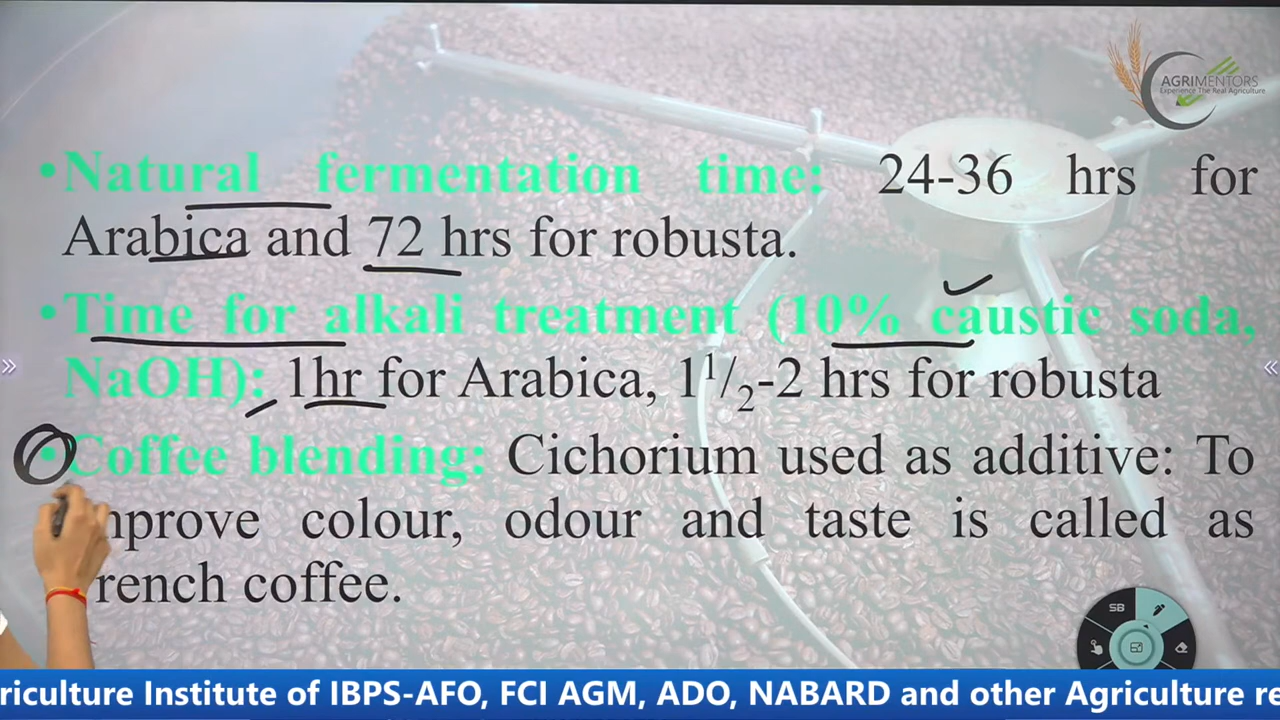 AGRIMENTORS
Experience The Real Agriculture
•Natural fermentation time: 24-36 hrs for
Arabica and 72 hrs for robusta.
•Time for alkali treatment (10% caustic soda,
NaOH): 1hr for Arabica, 1¹/₂-2 hrs for robusta
Coffee blending: Cichorium used as additive: To
colour, odour and taste is called as
coffee.
SB
riculture Institute of IBPS-AFO, FCI AGM, ADO, NABARD and other Agriculture re